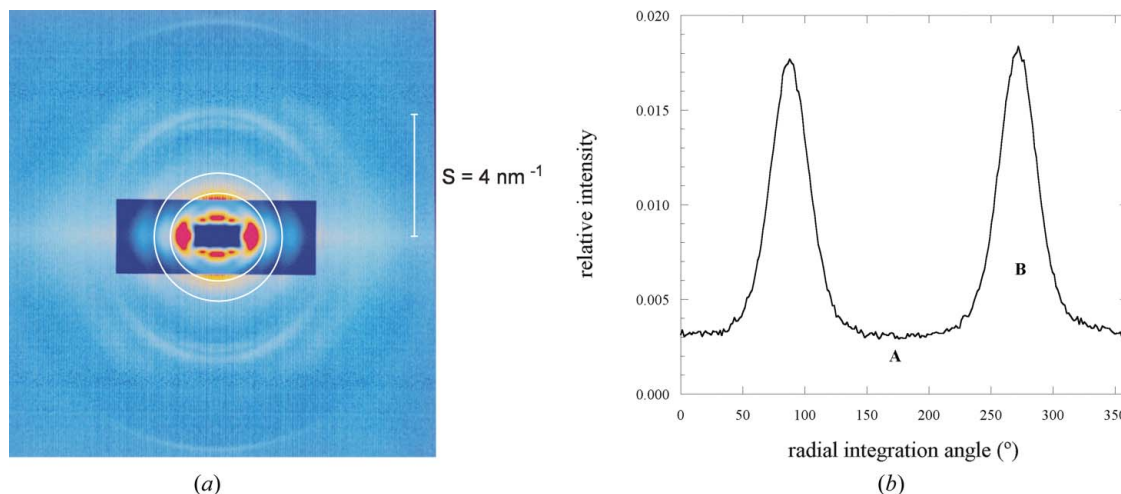 S = 4 nm -1
(a)
0.020
0.015
0.010
0.005
0.000
relative intensity
A
B
0 50 100 150 200 250 300 35
radial integration angle (°)
(b)